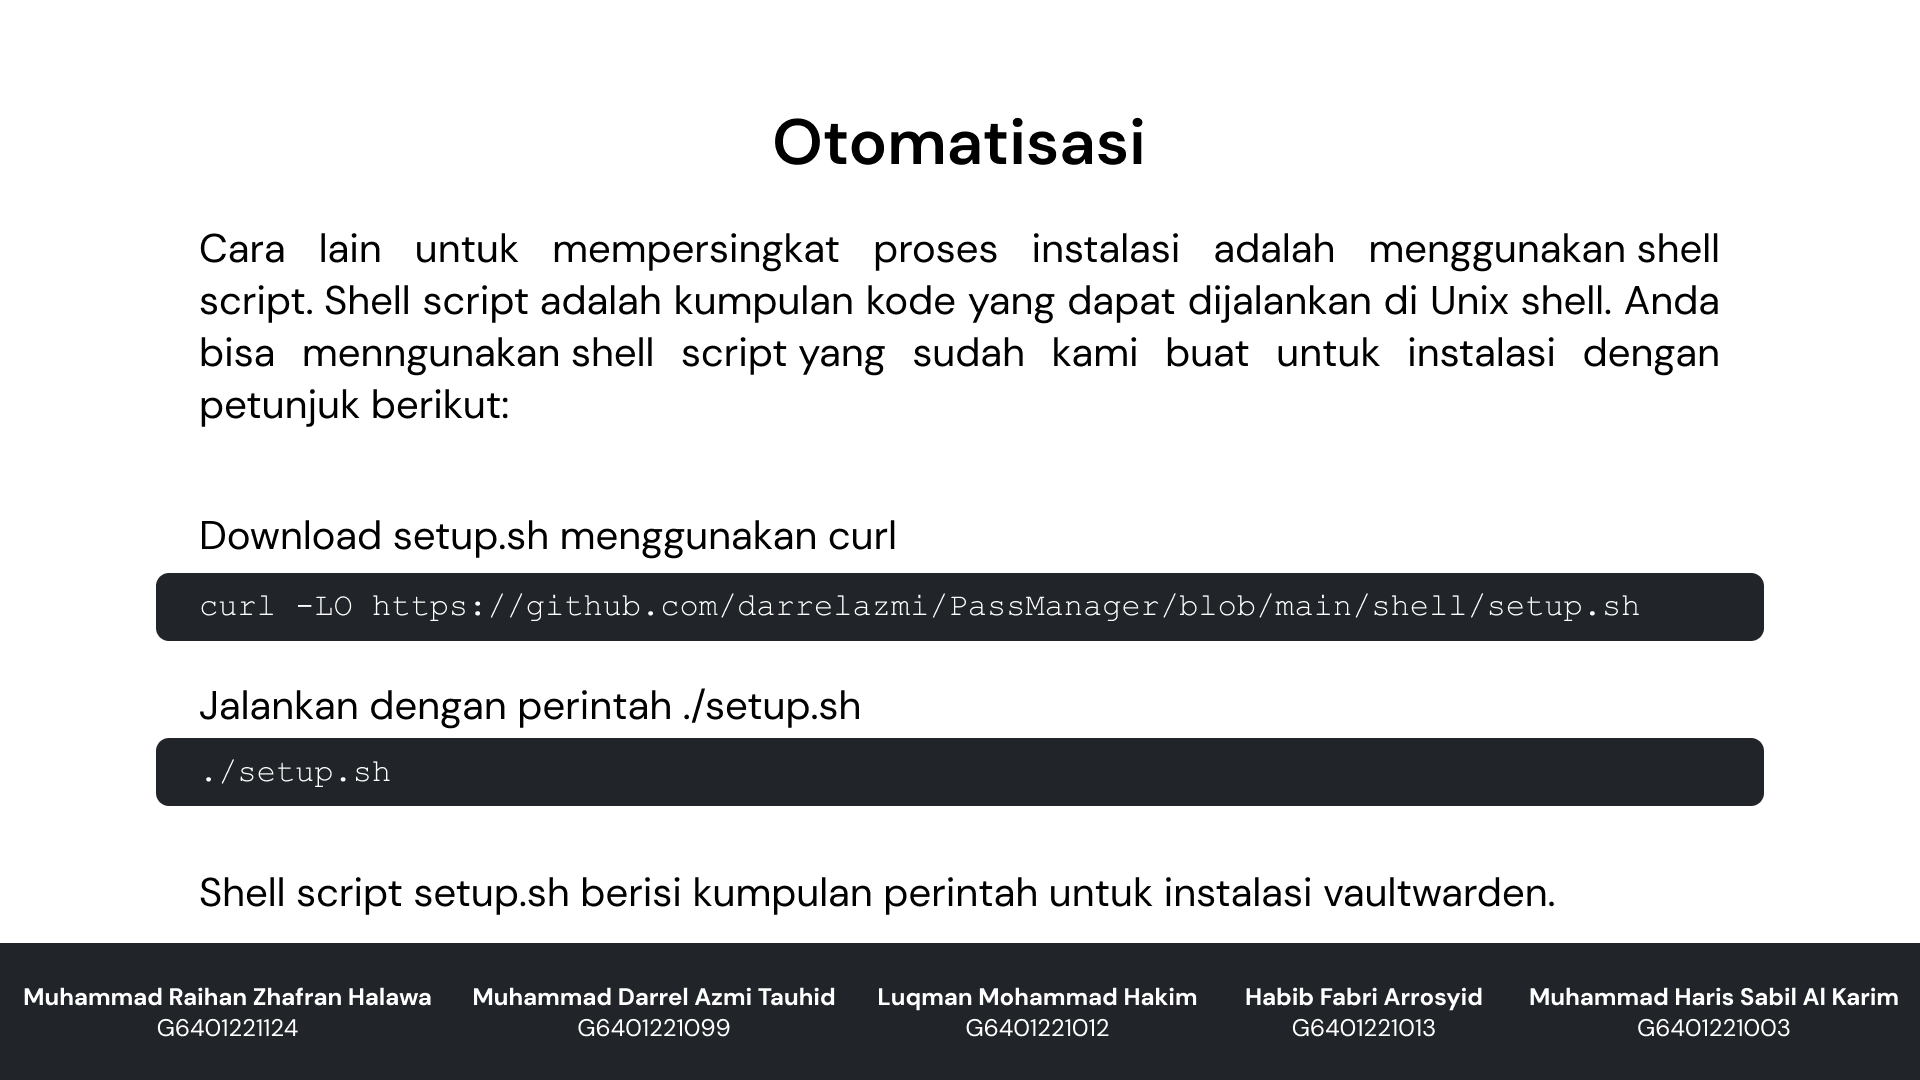 Otomatisasi
Cara lain untuk mempersingkat proses instalasi adalah menggunakan shell
script. Shell script adalah kumpulan kode yang dapat dijalankan di Unix shell. Anda
bisa menngunakan shell script yang sudah kami buat untuk instalasi dengan
petunjuk berikut:
Download setup.sh menggunakan curl
curl -LO https://github.com/darrelazmi/PassManager/blob/main/shell/setup.sh
Jalankan dengan perintah ./setup.sh
./setup.sh
Shell script setup.sh berisi kumpulan perintah untuk instalasi vaultwarden.
Muhammad Raihan Zhafran Halawa
G6401221124
Muhammad Darrel Azmi Tauhid
G6401221099
Luqman Mohammad Hakim
G6401221012
Habib Fabri Arrosyid
G6401221013
Muhammad Haris Sabil Al Karim
G6401221003